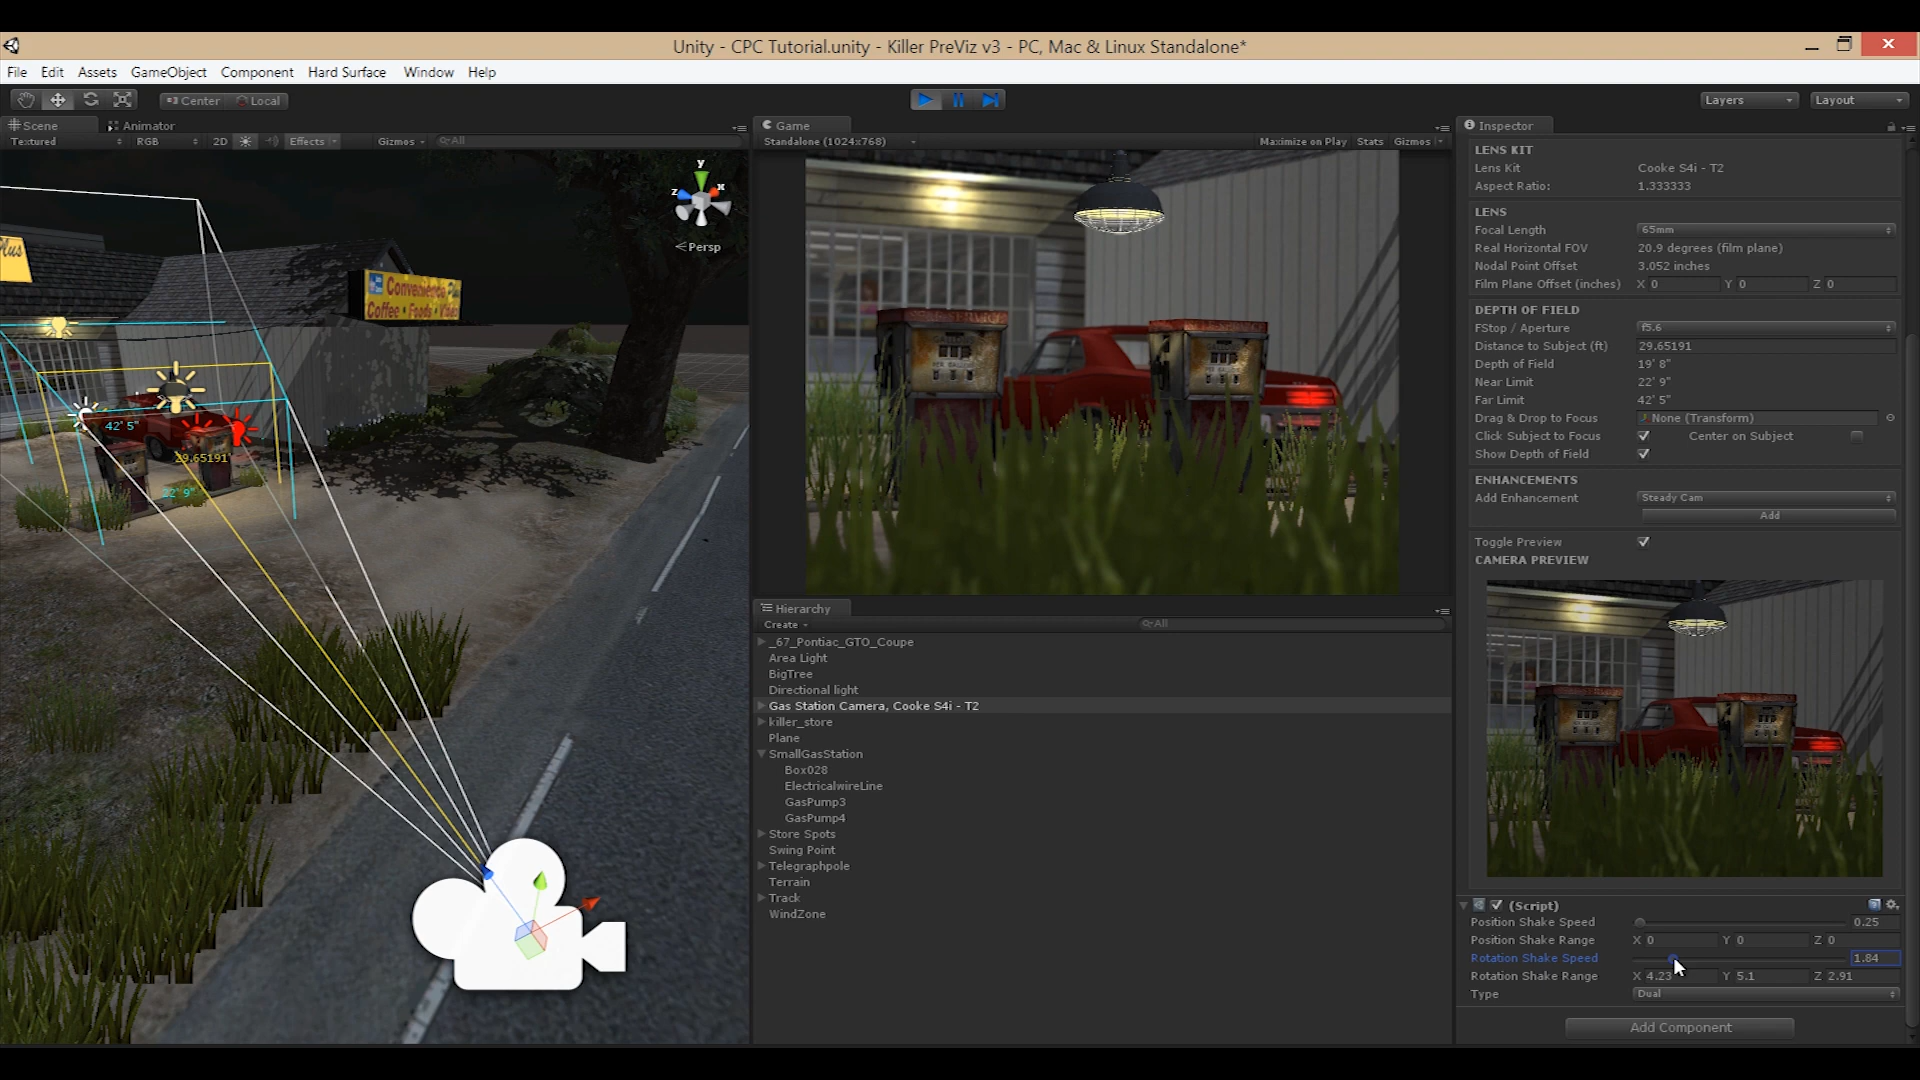 Unity - CPC Tutorial.unity - Killer PreViz v3 - PC, Mac & Linux Standalone*
File Edit Assets GameObject Component Hard Surface Window Help
Center Local
Layers Layout
Scene Animator
Textured RGB 2D Effects Gizmos All
y
z x
Persp
Plus
Convenience Plus
Coffee • Foods • Video
42' 5"
29.65191
22' 9"
Game
Standalone (1024x768) Maximize on Play Stats Gizmos
Hierarchy
Create All
_67_Pontiac_GTO_Coupe
Area Light
BigTree
Directional light
Gas Station Camera, Cooke S4i - T2
killer_store
Plane
SmallGasStation
Box028
ElectricalwireLine
GasPump3
GasPump4
Store Spots
Swing Point
Telegraphpole
Terrain
Track
WindZone
Inspector
LENS KIT
Lens Kit Cooke S4i - T2
Aspect Ratio: 1.333333
LENS
Focal Length 65mm
Real Horizontal FOV 20.9 degrees (film plane)
Nodal Point Offset 3.052 inches
Film Plane Offset (inches) X 0 Y 0 Z 0
DEPTH OF FIELD
FStop / Aperture f5.6
Distance to Subject (ft) 29.65191
Depth of Field 19' 8"
Near Limit 22' 9"
Far Limit 42' 5"
Drag & Drop to Focus None (Transform)
Click Subject to Focus Center on Subject
Show Depth of Field
ENHANCEMENTS
Add Enhancement Steady Cam
Add
Toggle Preview
CAMERA PREVIEW
(Script)
Position Shake Speed 0.25
Position Shake Range X 0 Y 0 Z 0
Rotation Shake Speed 1.84
Rotation Shake Range X 4.23 Y 5.1 Z 2.91
Type Dual
Add Component